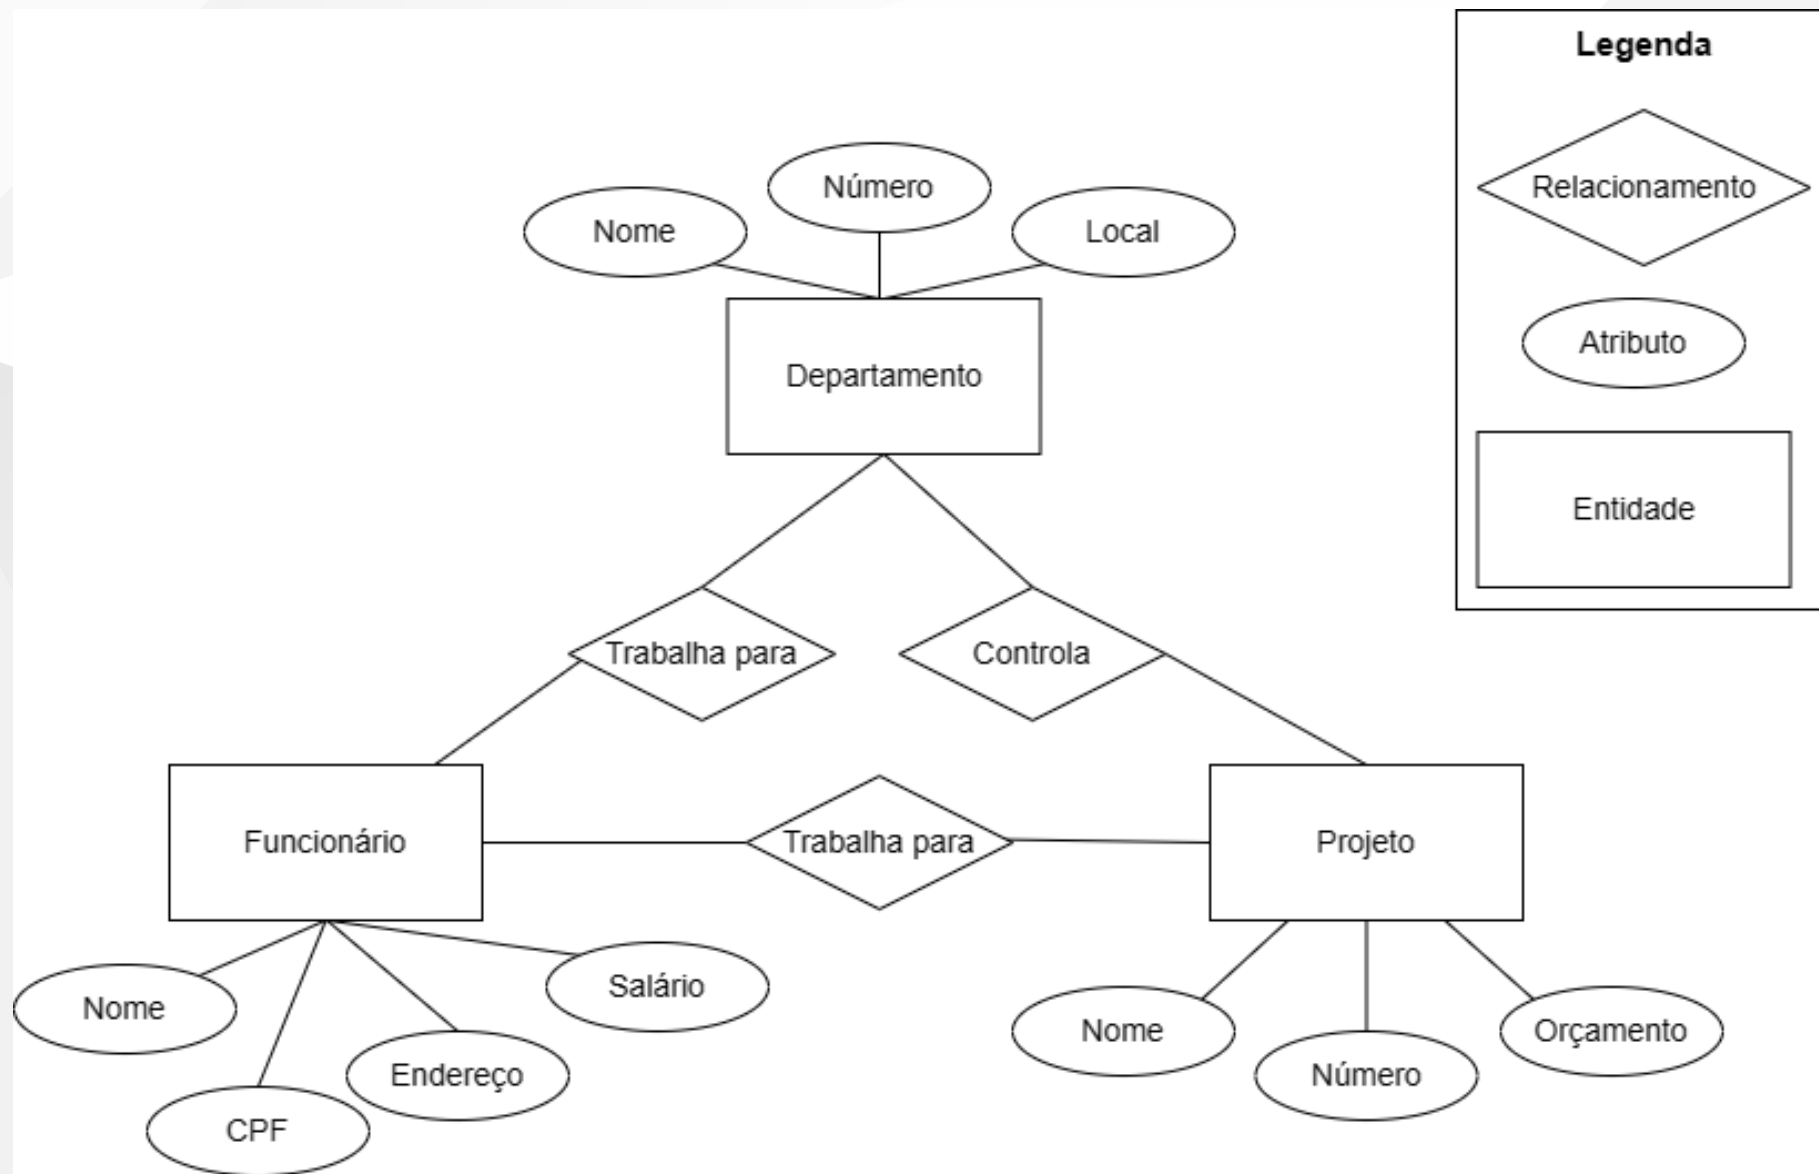 Legenda
Relacionamento
Atributo
Entidade
Nome
Número
Local
Departamento
Trabalha para
Controla
Funcionário
Trabalha para
Projeto
Nome
CPF
Endereço
Salário
Nome
Número
Orçamento